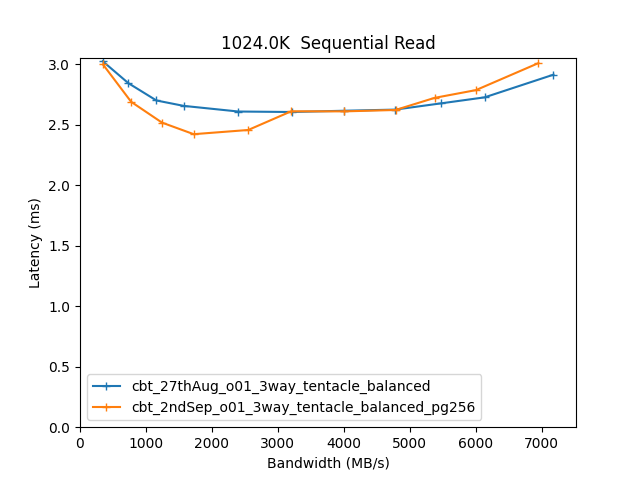 1024.0K  Sequential Read
3.0
2.5
2.0
1.5
1.0
0.5
0.0
Latency (ms)
cbt_27thAug_o01_3way_tentacle_balanced
cbt_2ndSep_o01_3way_tentacle_balanced_pg256
0 1000 2000 3000 4000 5000 6000 7000
Bandwidth (MB/s)